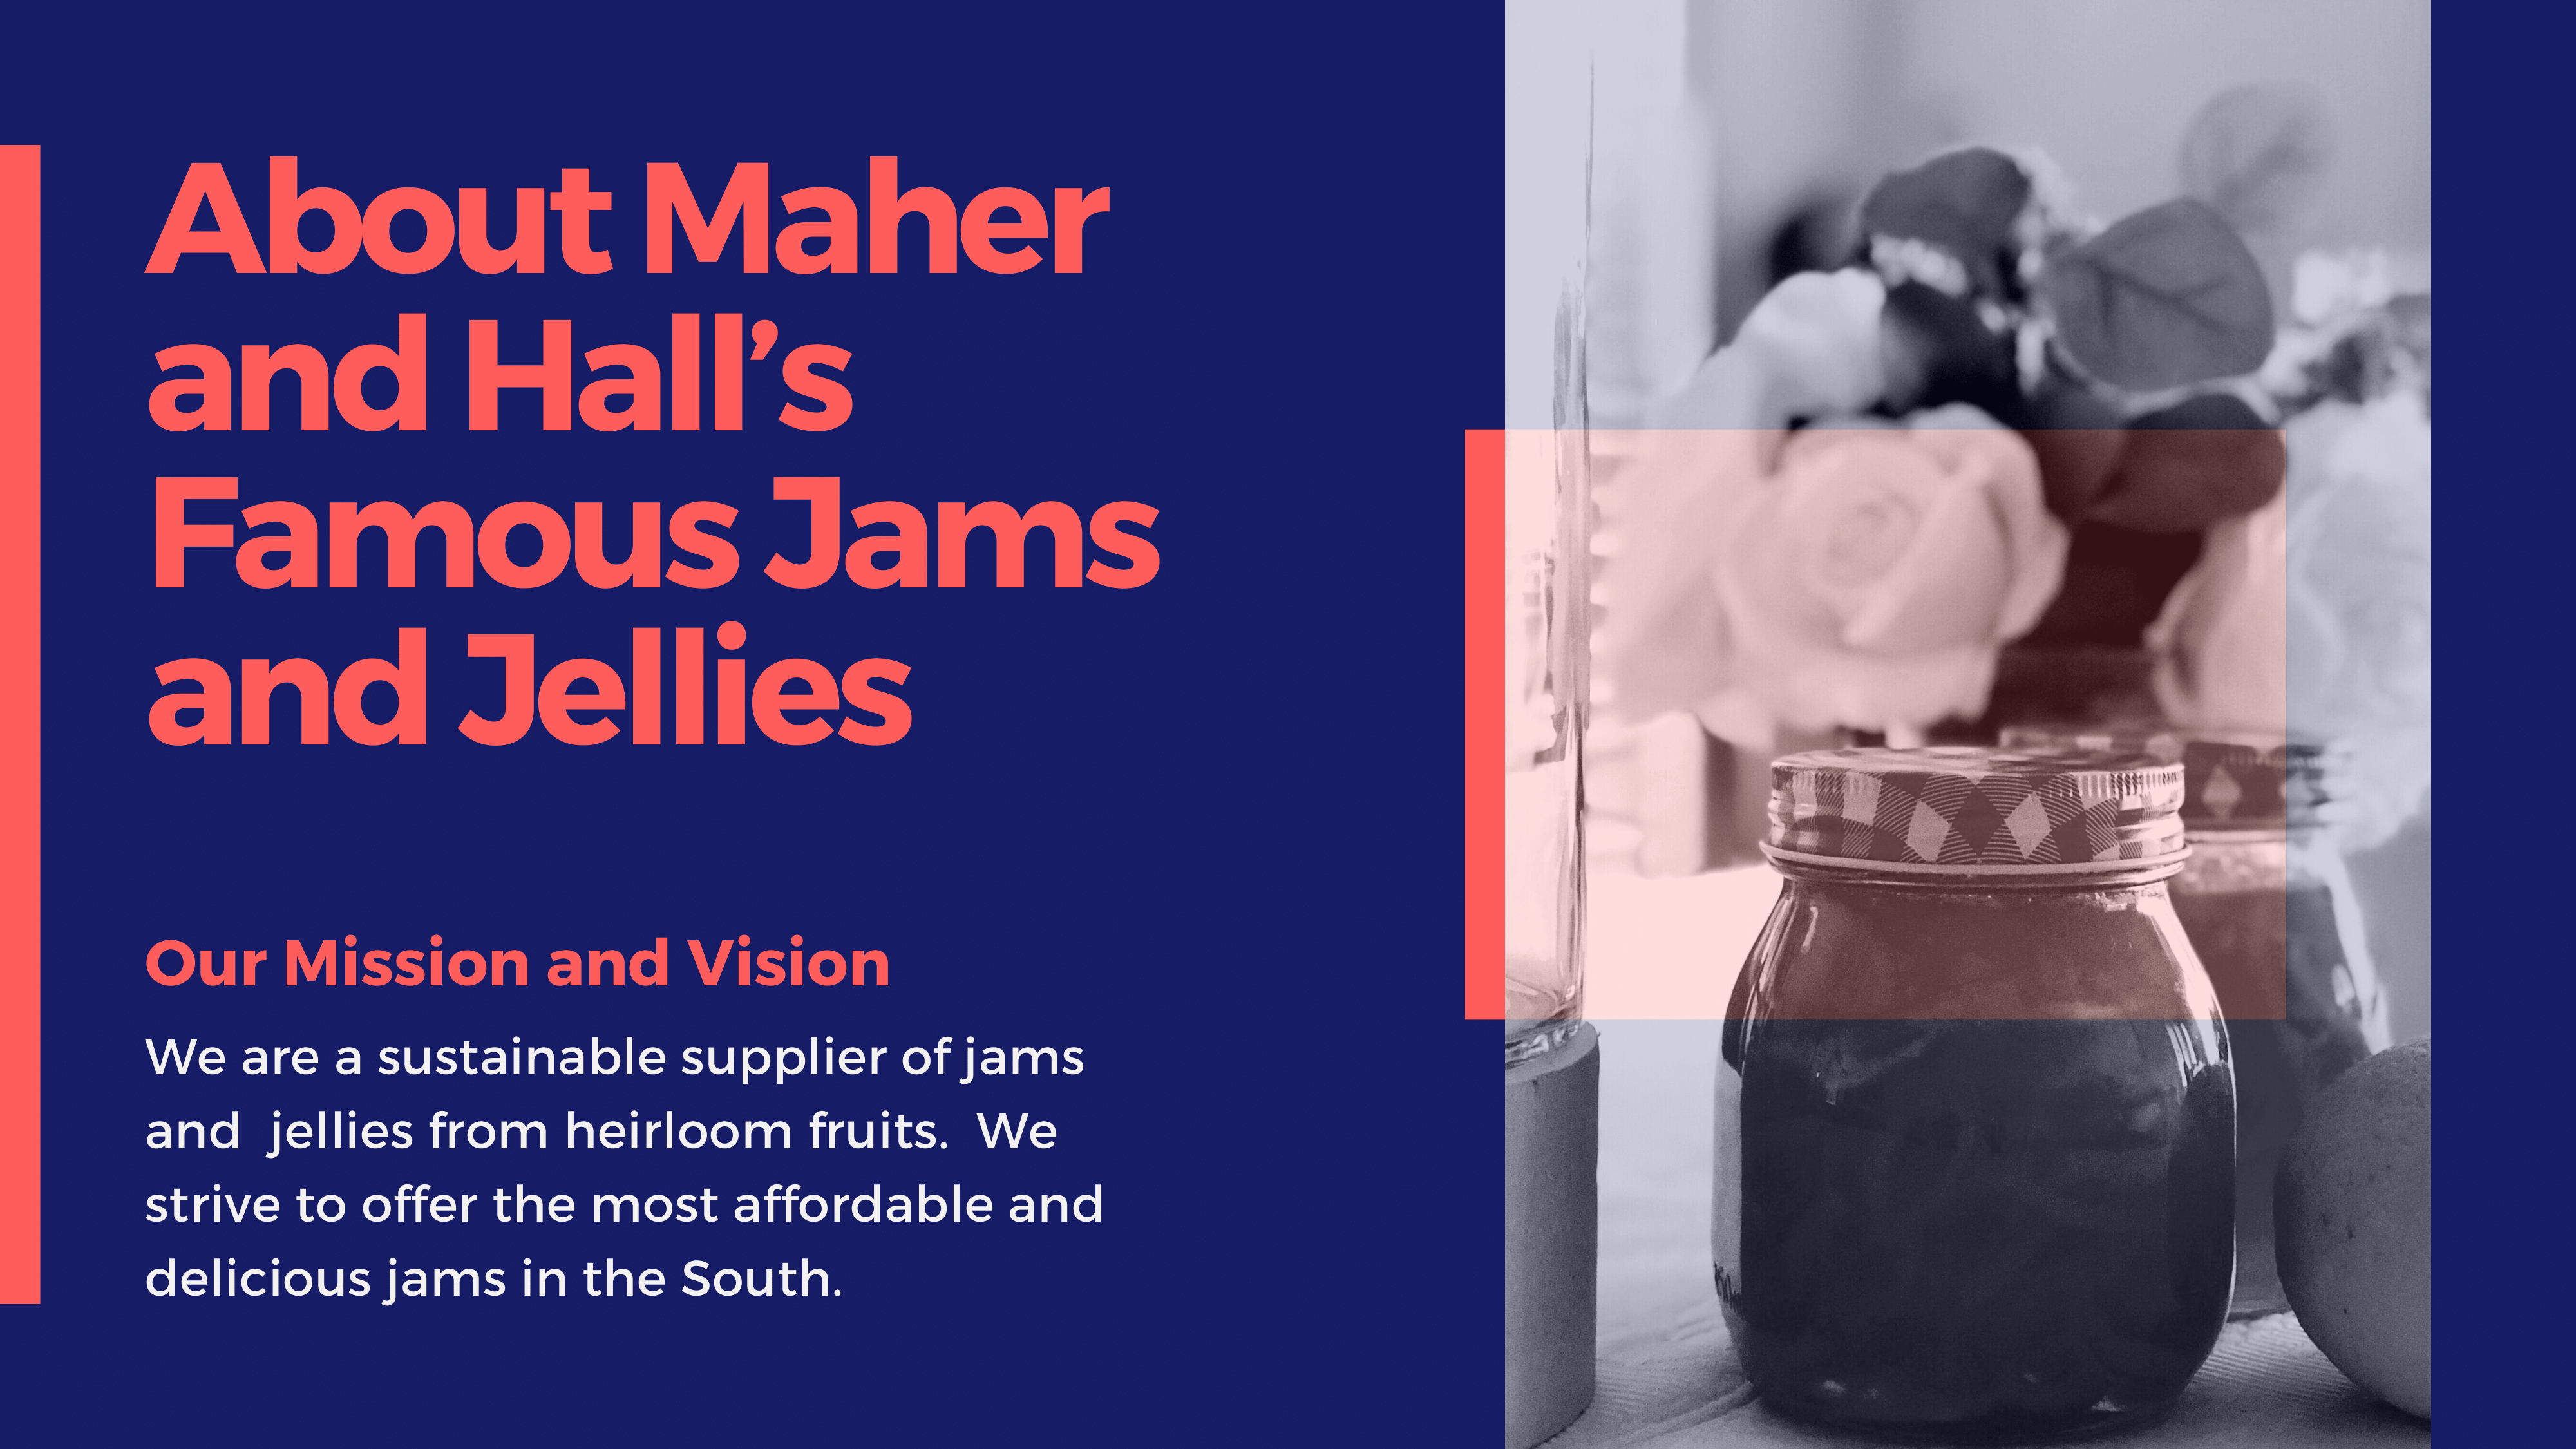 About Maher
and Hall’s
Famous Jams
and Jellies
Our Mission and Vision
We are a sustainable supplier of jams
and  jellies from heirloom fruits.  We
strive to offer the most affordable and
delicious jams in the South.